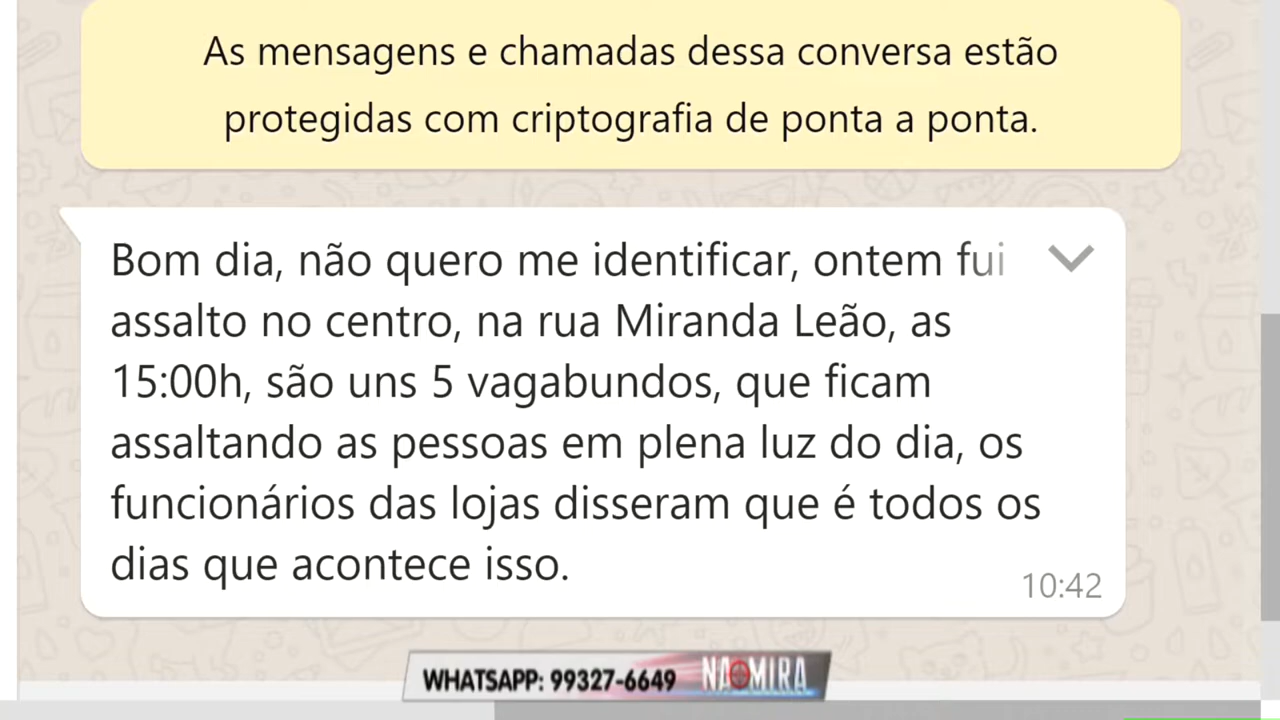 As mensagens e chamadas dessa conversa estão
protegidas com criptografia de ponta a ponta.
Bom dia, não quero me identificar, ontem fui
assalto no centro, na rua Miranda Leão, as
15:00h, são uns 5 vagabundos, que ficam
assaltando as pessoas em plena luz do dia, os
funcionários das lojas disseram que é todos os
dias que acontece isso.
10:42
WHATSAPP: 99327-6649 NA MIRA